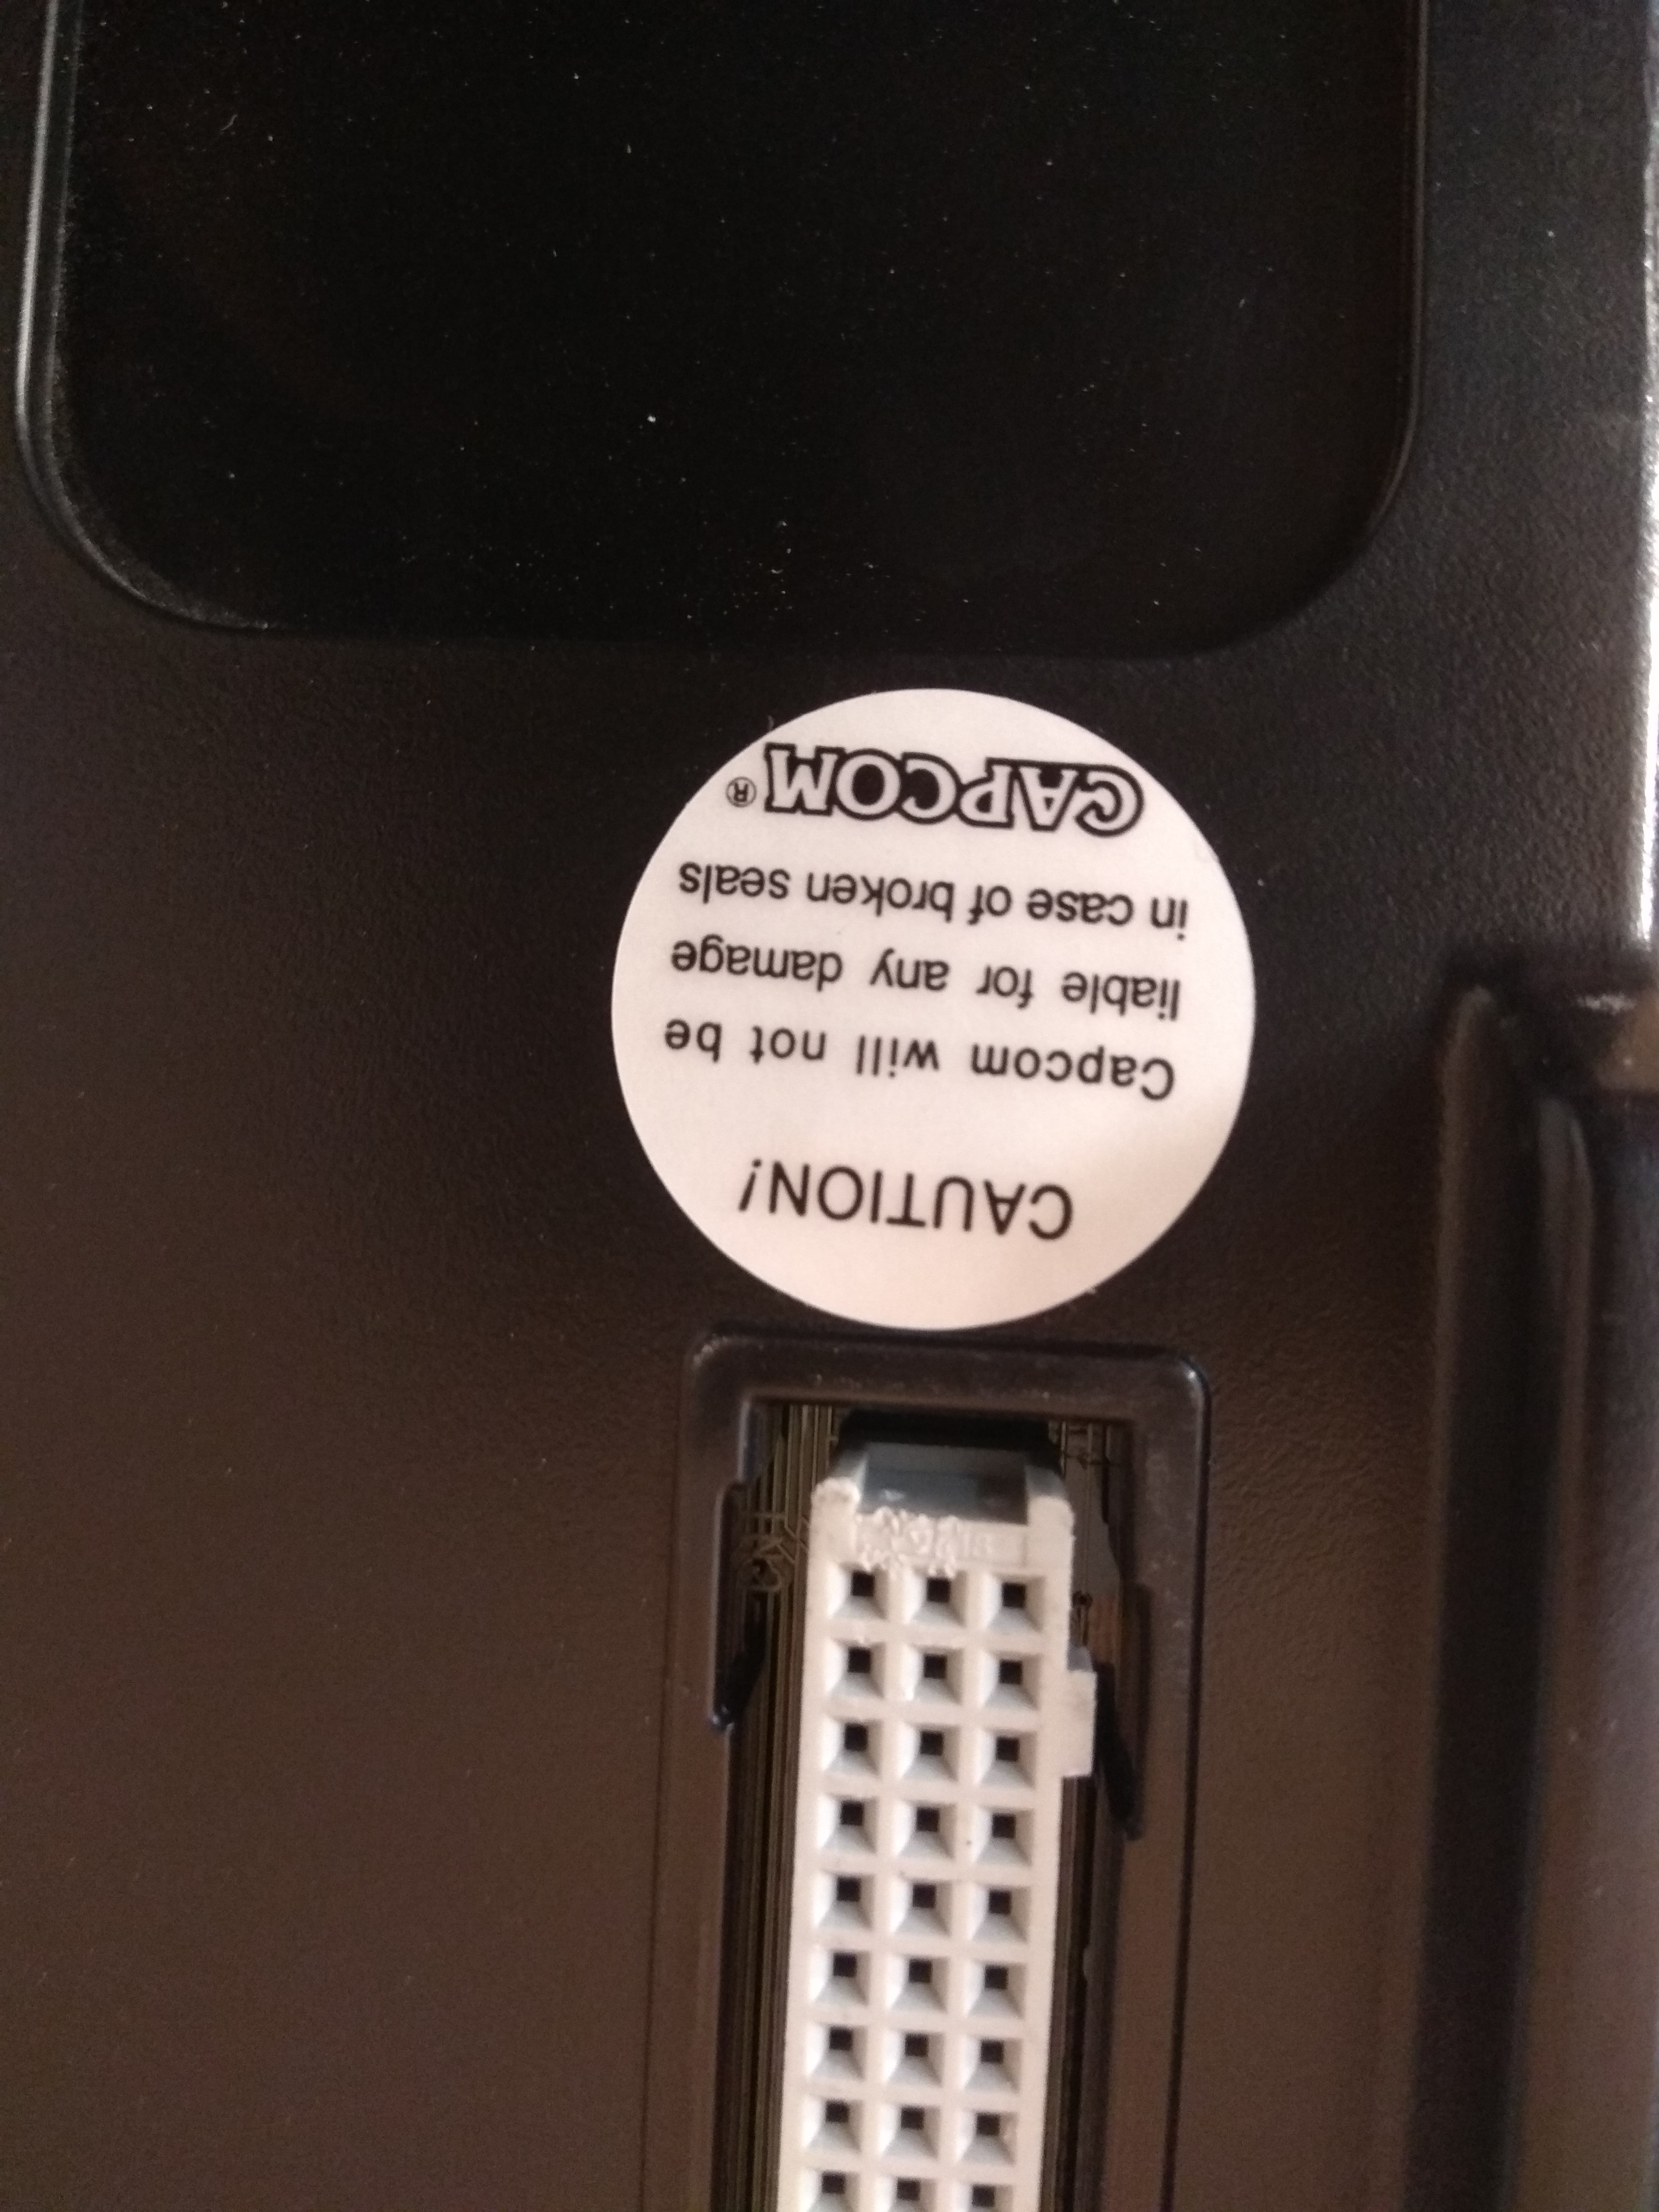 CAUTION!
Capcom will not be
liable for any damage
in case of broken seals
CAPCOM®